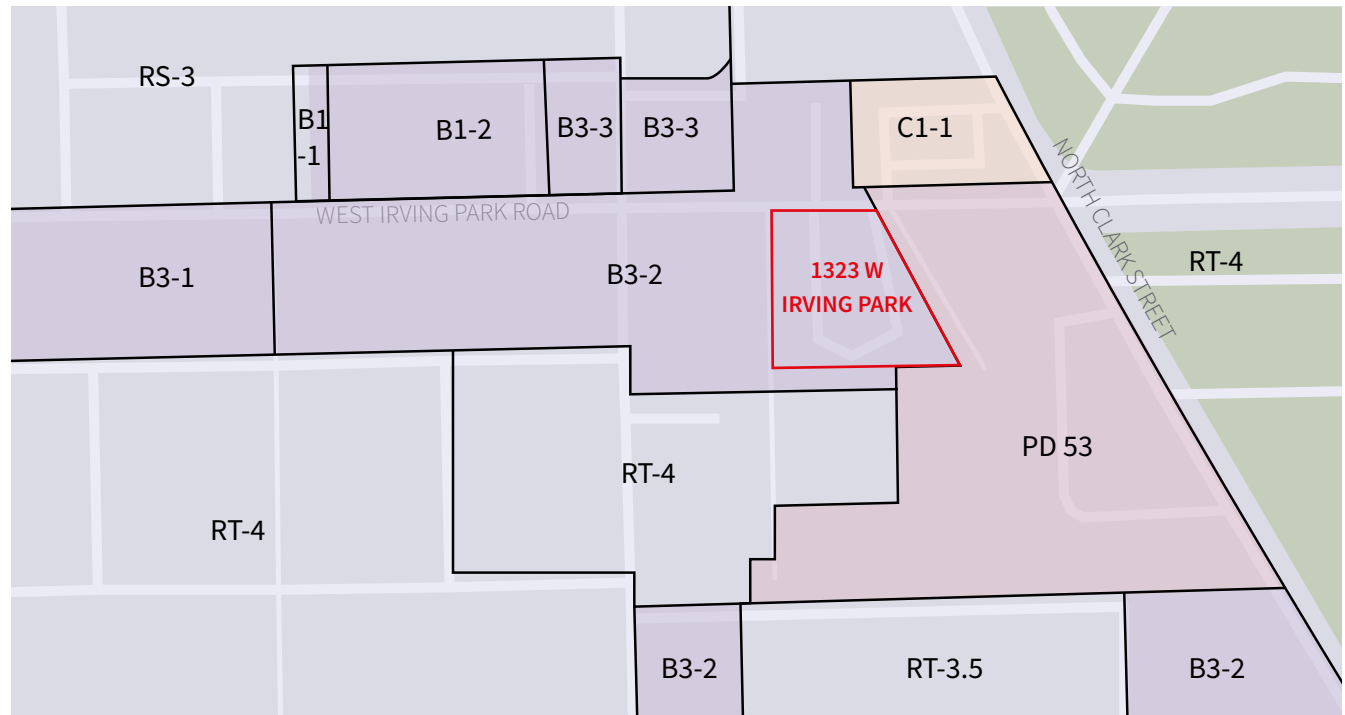 RS-3
B1
-1
B1-2
B3-3
B3-3
C1-1
WEST IRVING PARK ROAD
NORTH CLARK STREET
B3-1
B3-2
1323 W
IRVING PARK
RT-4
RT-4
RT-4
PD 53
B3-2
RT-3.5
B3-2